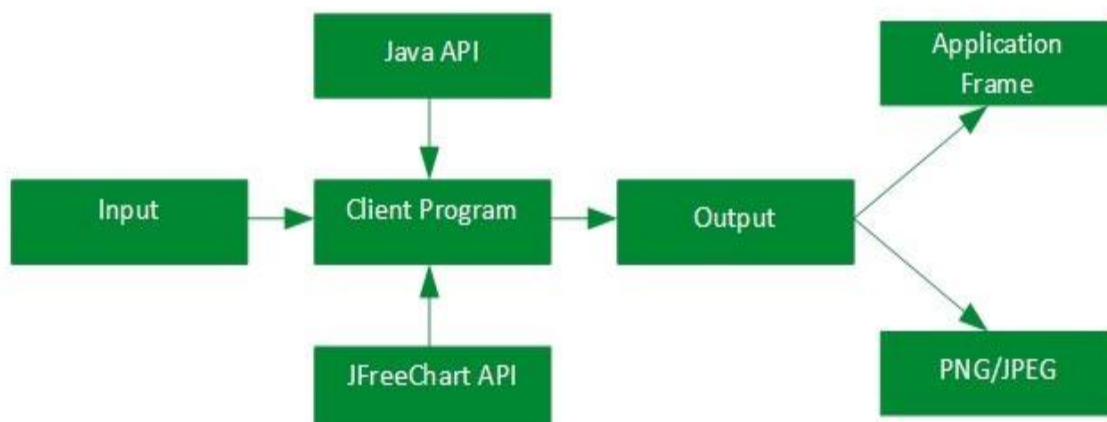 Java API
Application
Frame
Input
Client Program
Output
JFreeChart API
PNG/JPEG